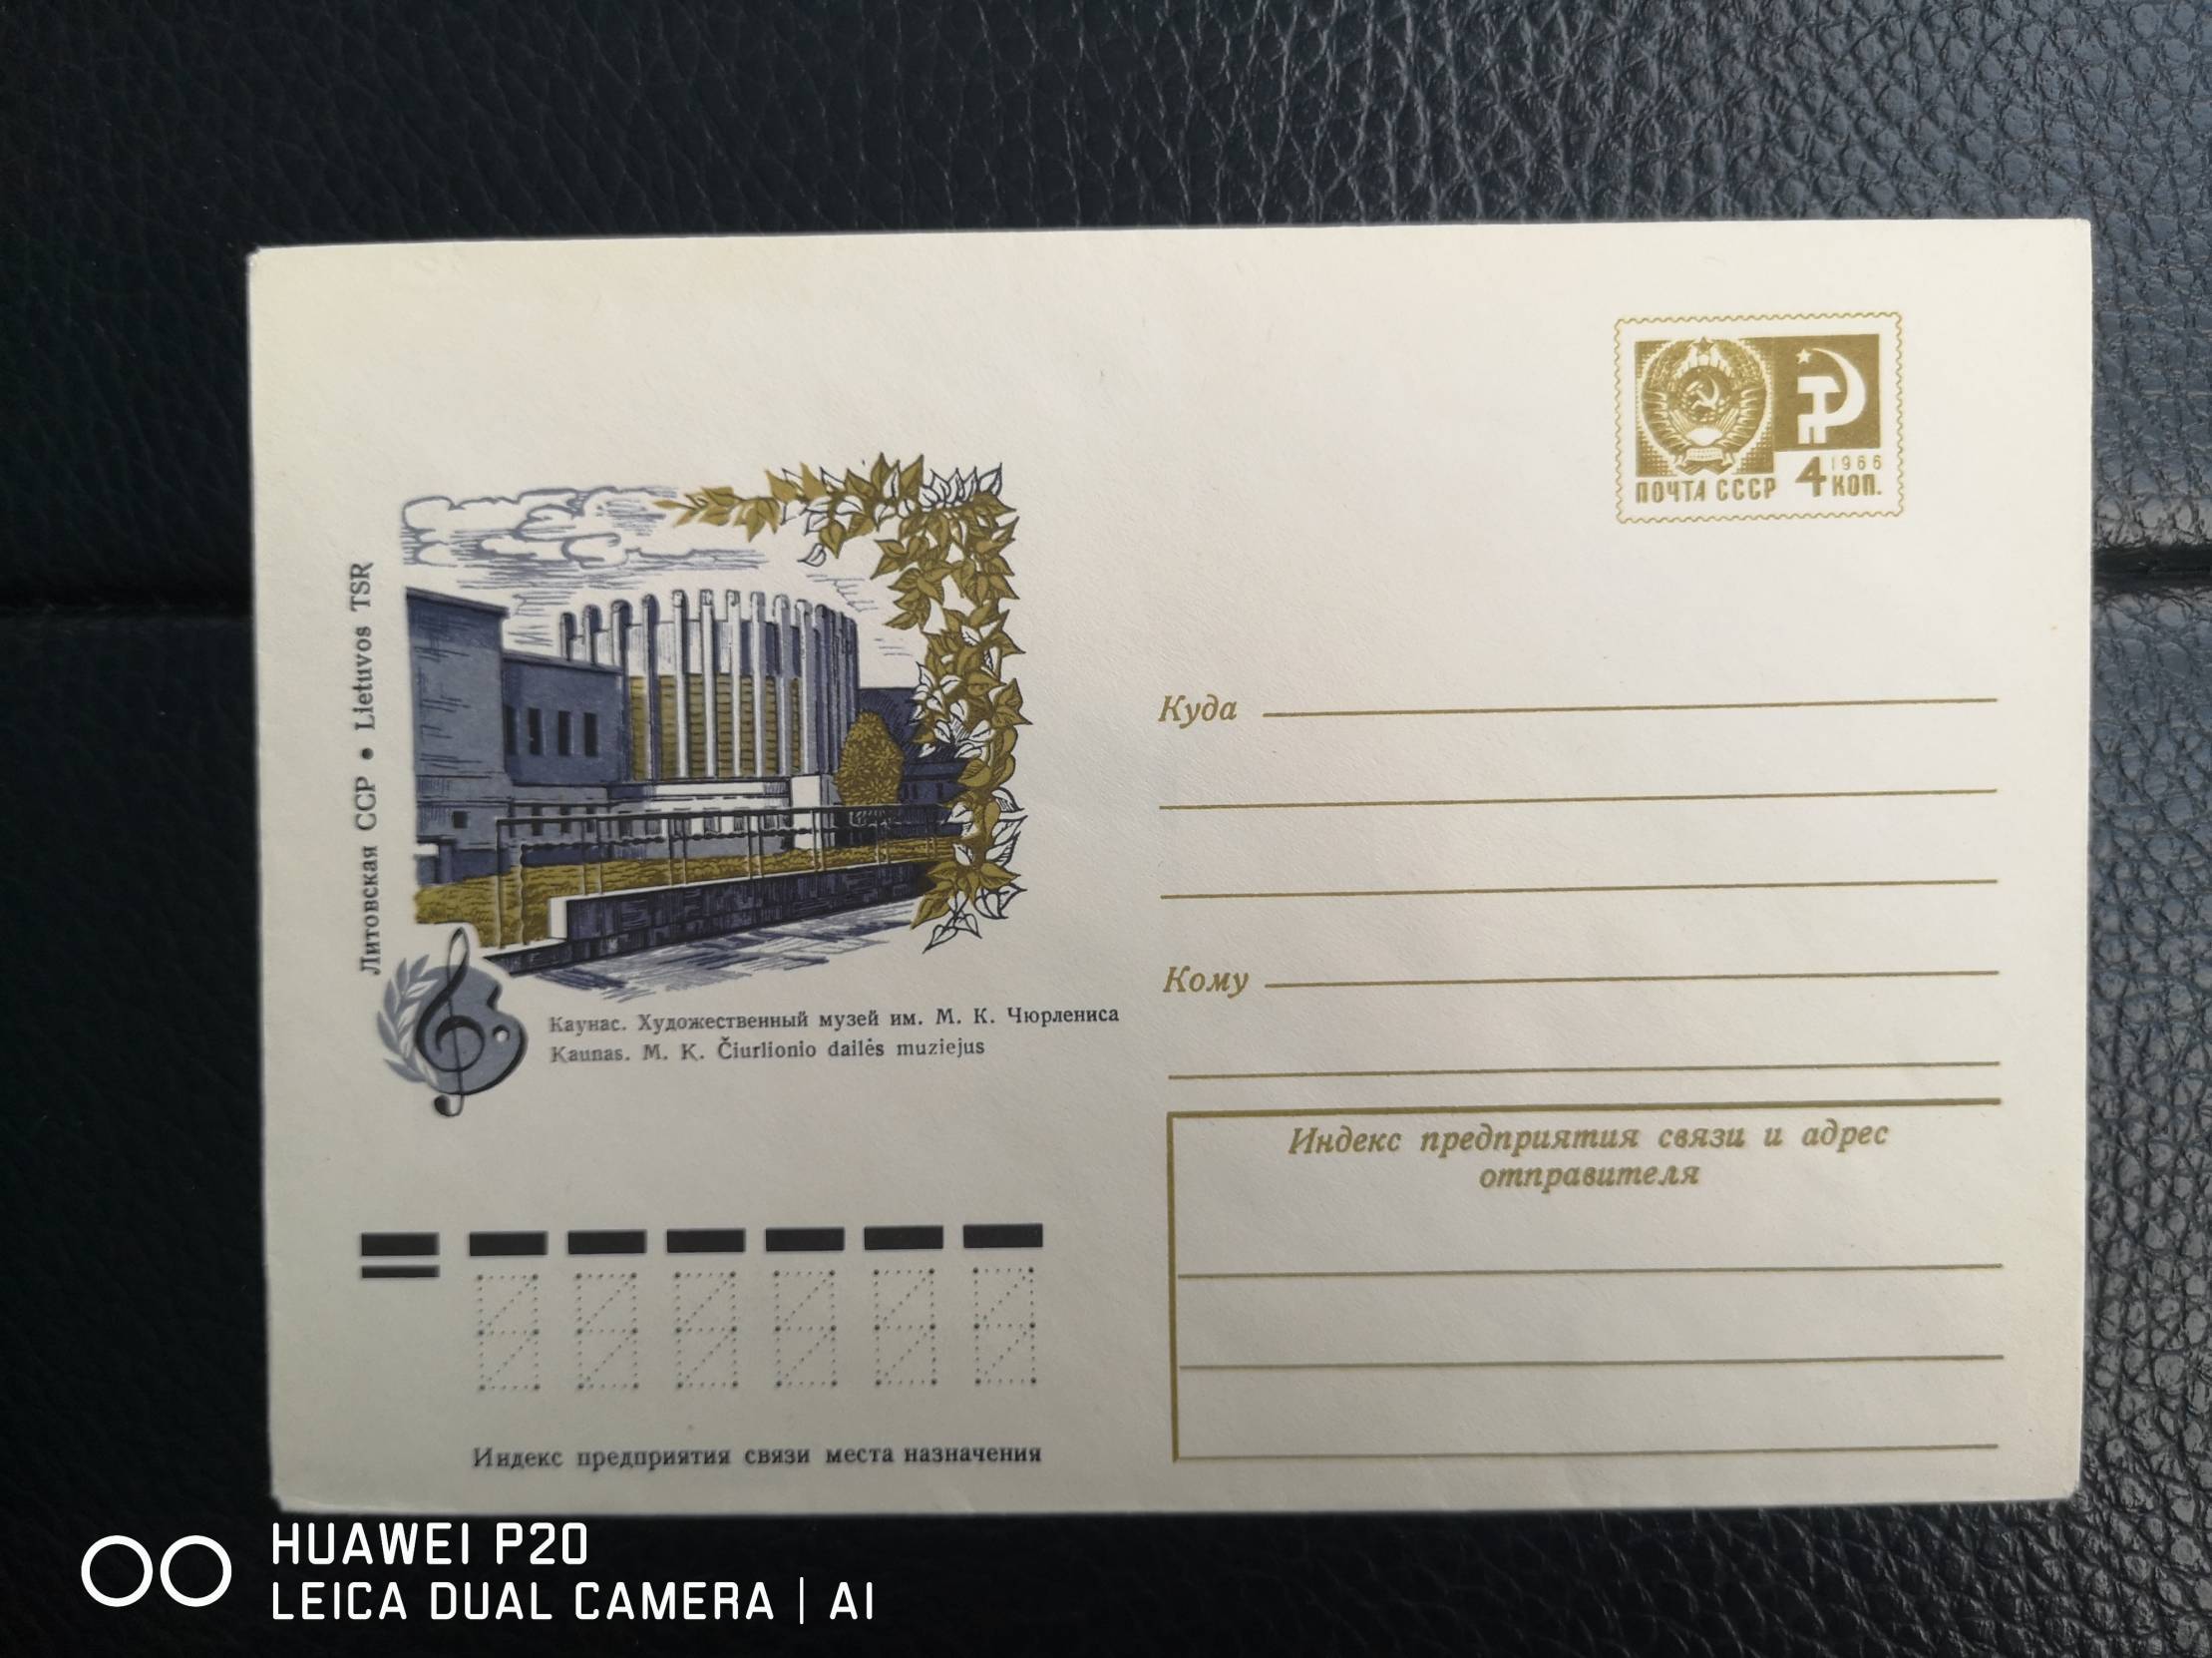 ПОЧТА СССР 4 1966 КОП.
Литовская ССР • Lietuvos TSR
Каунас. Художественный музей им. М. К. Чюрлениса
Kaunas. M. K. Čiurlionio dailės muziejus
Куда
Кому
Индекс предприятия связи и адрес
отправителя
Индекс предприятия связи места назначения
HUAWEI P20
LEICA DUAL CAMERA | AI